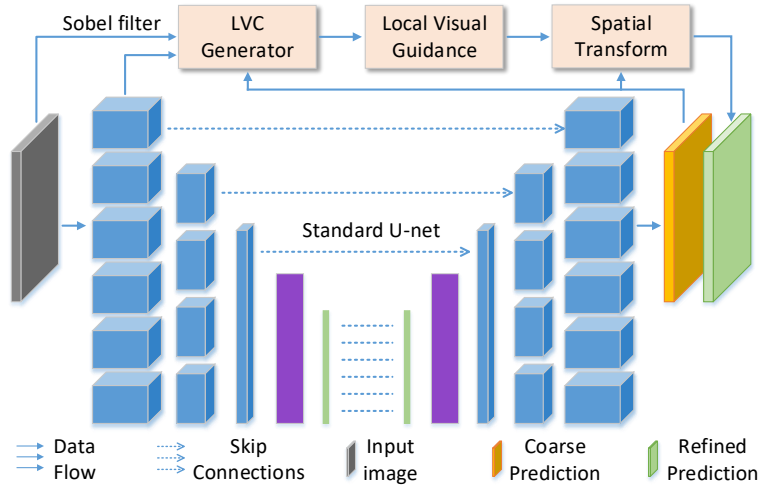 Sobel filter
LVC
Generator
Local Visual
Guidance
Spatial
Transform
Standard U-net
Data
Flow
Skip
Connections
Input
image
Coarse
Prediction
Refined
Prediction